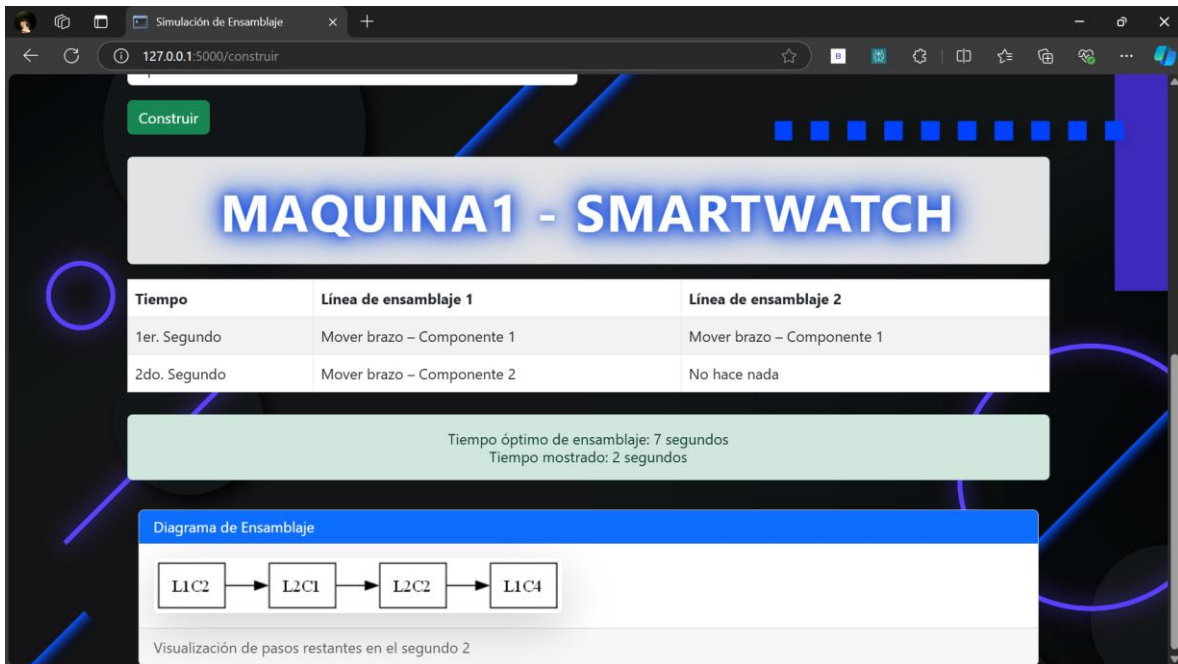 Simulación de Ensamblaje
127.0.0.1:5000/construir
Construir
MAQUINA1 - SMARTWATCH
Tiempo Línea de ensamblaje 1 Línea de ensamblaje 2
1er. Segundo Mover brazo – Componente 1 Mover brazo – Componente 1
2do. Segundo Mover brazo – Componente 2 No hace nada
Tiempo óptimo de ensamblaje: 7 segundos
Tiempo mostrado: 2 segundos
Diagrama de Ensamblaje
L1C2 L2C1 L2C2 L1C4
Visualización de pasos restantes en el segundo 2